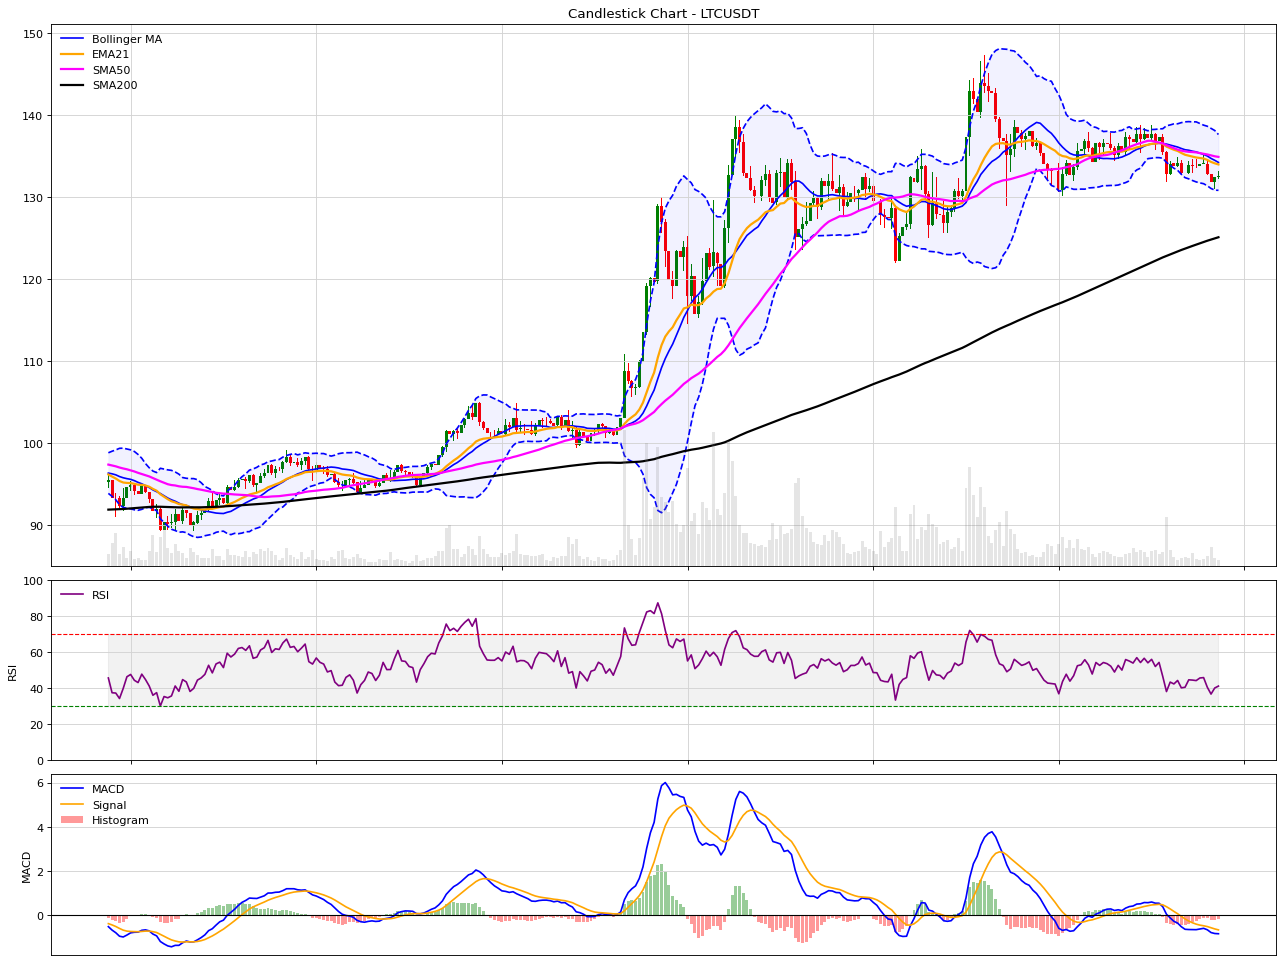 Candlestick Chart - LTCUSDT
Bollinger MA
EMA21
SMA50
SMA200
150
140
130
120
110
100
90
RSI
RSI
100
80
60
40
20
0
MACD
Signal
Histogram
MACD
6
4
2
0